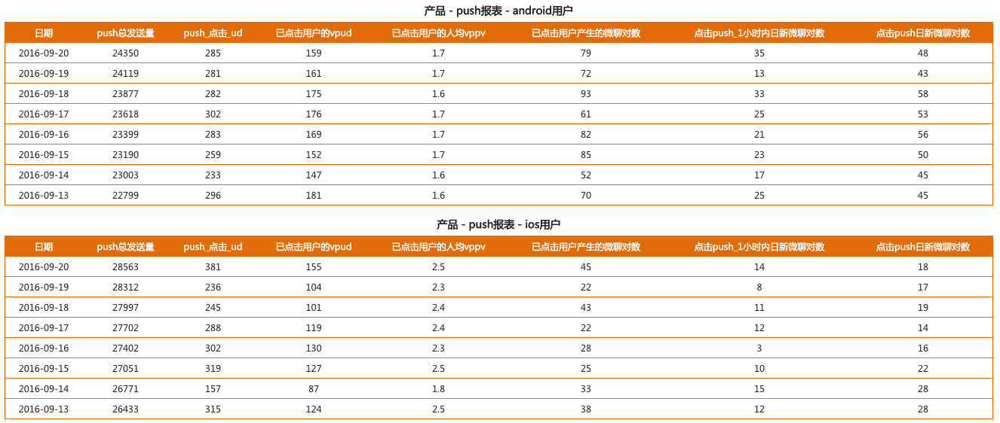 产品 - push报表 - android用户
日期 push总发送量 push_点击_ud 已点击用户的vpud 已点击用户的人均vppv 已点击用户产生的微聊对数 点击push_1小时内日新微聊对数 点击push日新微聊对数
2016-09-20 24350 285 159 1.7 79 35 48
2016-09-19 24119 281 161 1.7 72 13 43
2016-09-18 23877 282 175 1.6 93 33 58
2016-09-17 23618 302 176 1.7 61 25 53
2016-09-16 23399 283 169 1.7 82 21 56
2016-09-15 23190 259 152 1.7 85 23 50
2016-09-14 23003 233 147 1.6 52 17 45
2016-09-13 22799 296 181 1.6 70 25 45
产品 - push报表 - ios用户
日期 push总发送量 push_点击_ud 已点击用户的vpud 已点击用户的人均vppv 已点击用户产生的微聊对数 点击push_1小时内日新微聊对数 点击push日新微聊对数
2016-09-20 28563 381 155 2.5 45 14 18
2016-09-19 28312 236 104 2.3 22 8 17
2016-09-18 27997 245 101 2.4 43 11 19
2016-09-17 27702 288 119 2.4 22 12 14
2016-09-16 27402 302 130 2.3 28 3 16
2016-09-15 27051 319 127 2.5 25 10 22
2016-09-14 26771 157 87 1.8 33 15 28
2016-09-13 26433 315 124 2.5 38 12 28